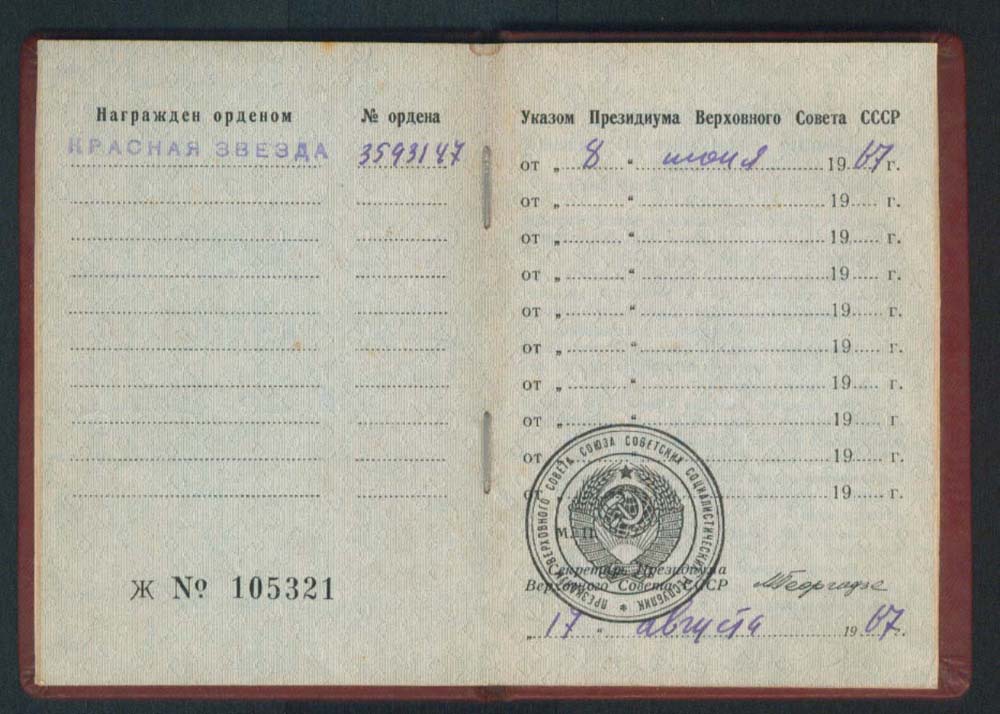 Награжден орденом
№ ордена
КРАСНАЯ ЗВЕЗДА
3593147
Ж № 105321
Указом Президиума Верховного Совета СССР
от „ 8 “ июня 1967 г.
от „ “ 19 г.
от „ “ 19 г.
от „ “ 19 г.
от „ “ 19 г.
от „ “ 19 г.
от „ “ 19 г.
от „ “ 19 г
от „ “ 19 г.
от „ “ 19 г.
М. П.
ПРЕЗИДИУМ ВЕРХОВНОГО СОВЕТА СОЮЗА СОВЕТСКИХ СОЦИАЛИСТИЧЕСКИХ РЕСПУБЛИК
Секретарь Президиума
Верховного Совета СССР
МГеоргадзе
„ 17 “ августа 1967 г.